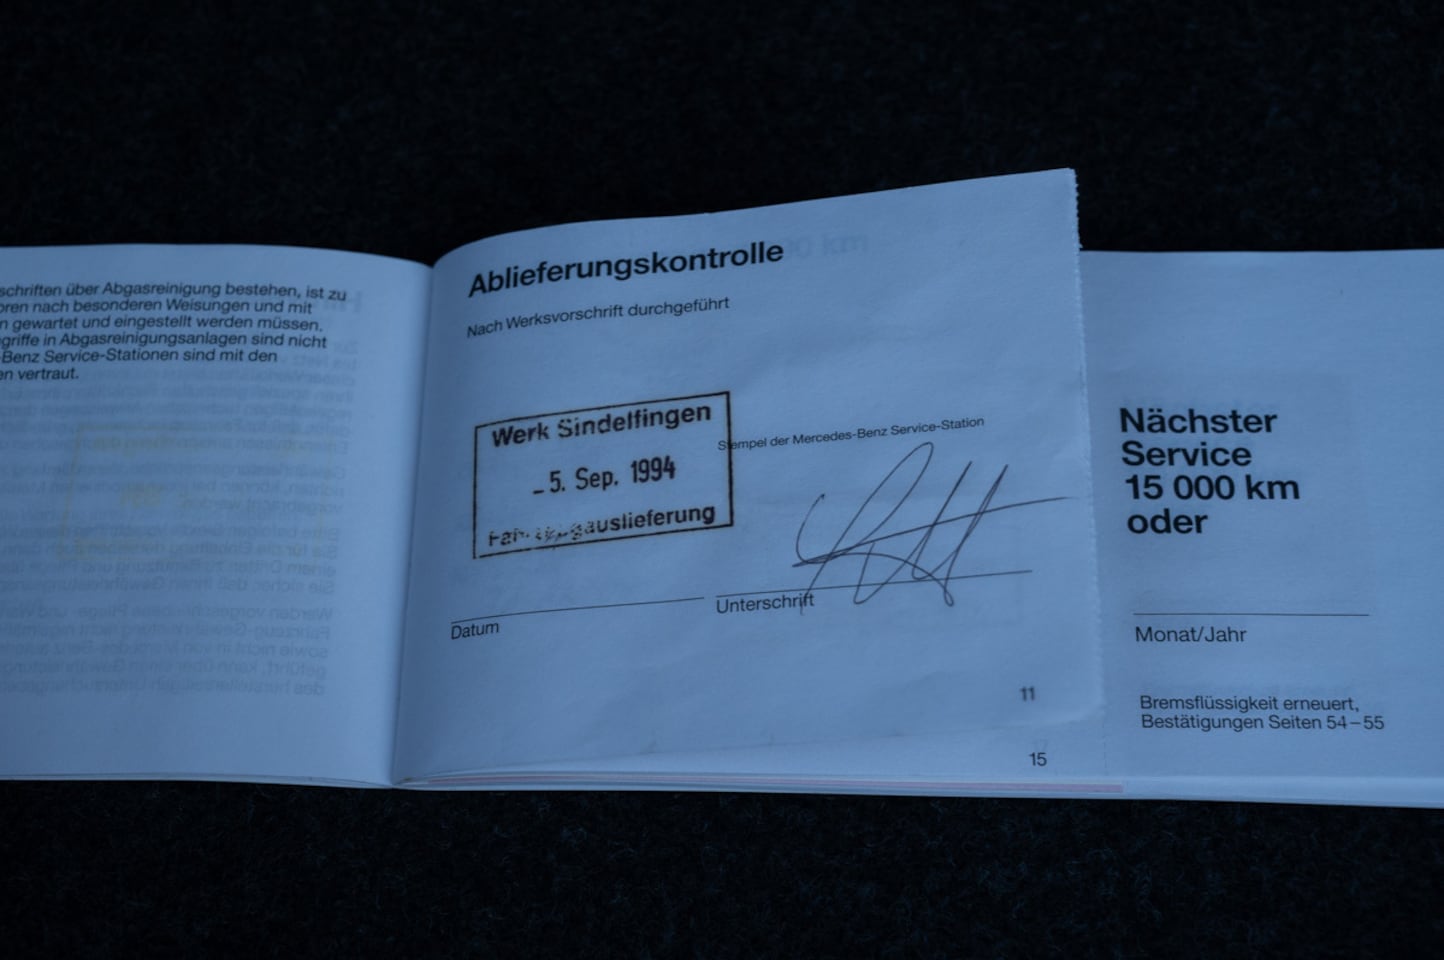 schriften über Abgasreinigung bestehen, ist zu
oren nach besonderen Weisungen und mit
n gewartet und eingestellt werden müssen.
griffe in Abgasreinigungsanlagen sind nicht
-Benz Service-Stationen sind mit den
en vertraut.
Ablieferungskontrolle
Nach Werksvorschrift durchgeführt
Werk Sindelfingen
- 5. Sep. 1994
Fahrzeugauslieferung
Stempel der Mercedes-Benz Service-Station
Datum
Unterschrift
11
15
Nächster
Service
15 000 km
oder
Monat/Jahr
Bremsflüssigkeit erneuert,
Bestätigungen Seiten 54–55